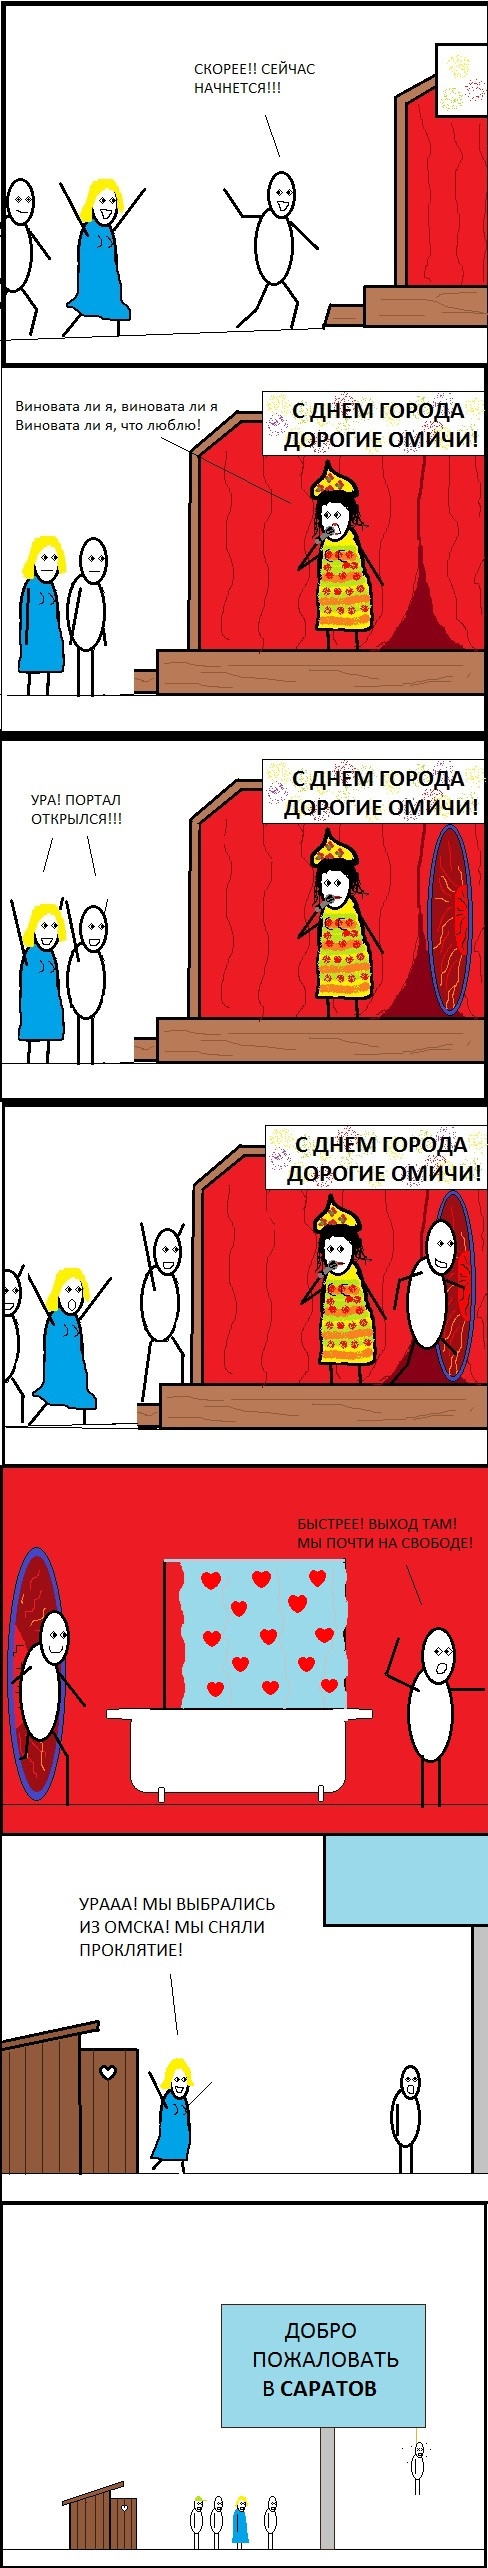 СКОРЕЕ!! СЕЙЧАС
НАЧНЕТСЯ!!!
Виновата ли я, виновата ли я
Виновата ли я, что люблю!
С ДНЕМ ГОРОДА
ДОРОГИЕ ОМИЧИ!
УРА! ПОРТАЛ
ОТКРЫЛСЯ!!!
С ДНЕМ ГОРОДА
ДОРОГИЕ ОМИЧИ!
С ДНЕМ ГОРОДА
ДОРОГИЕ ОМИЧИ!
БЫСТРЕЕ! ВЫХОД ТАМ!
МЫ ПОЧТИ НА СВОБОДЕ!
УРААА! МЫ ВЫБРАЛИСЬ
ИЗ ОМСКА! МЫ СНЯЛИ
ПРОКЛЯТИЕ!
ДОБРО
ПОЖАЛОВАТЬ
В САРАТОВ